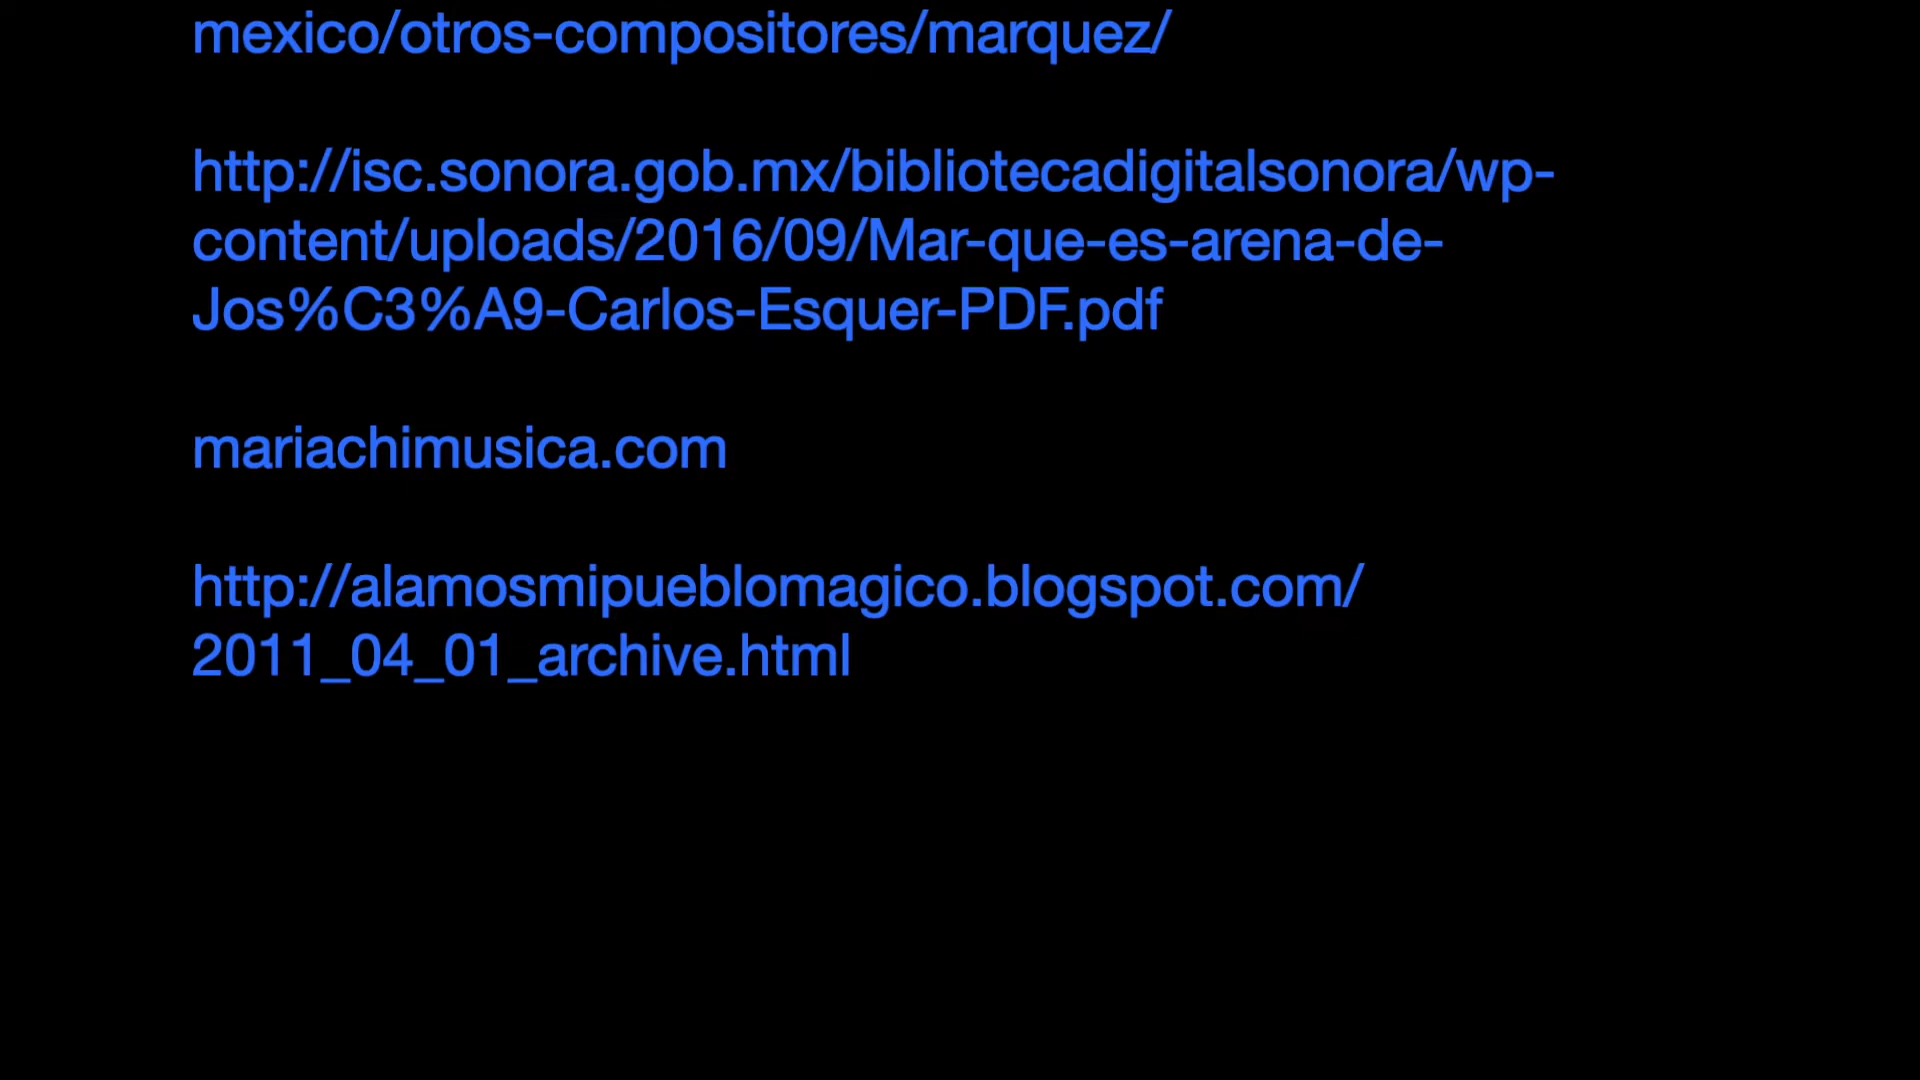 mexico/otros-compositores/marquez/
http://isc.sonora.gob.mx/bibliotecadigitalsonora/wp-
content/uploads/2016/09/Mar-que-es-arena-de-
Jos%C3%A9-Carlos-Esquer-PDF.pdf
mariachimusica.com
http://alamosmipueblomagico.blogspot.com/
2011_04_01_archive.html